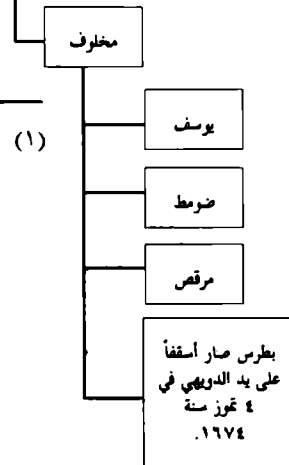 مخلوف
(١)
يوسف
ضومط
مرقص
بطرس صار أسقفاً
على يد الدويهي في
٤ تموز سنة
١٦٧٤.